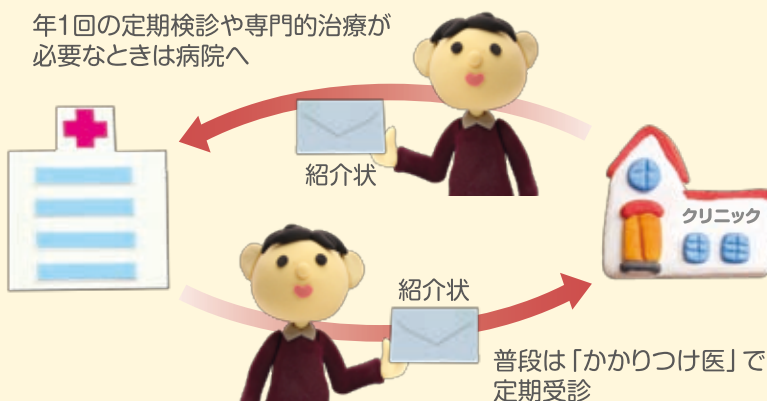 年1回の定期検診や専門的治療が
必要なときは病院へ
紹介状
クリニック
紹介状
普段は「かかりつけ医」で
定期受診